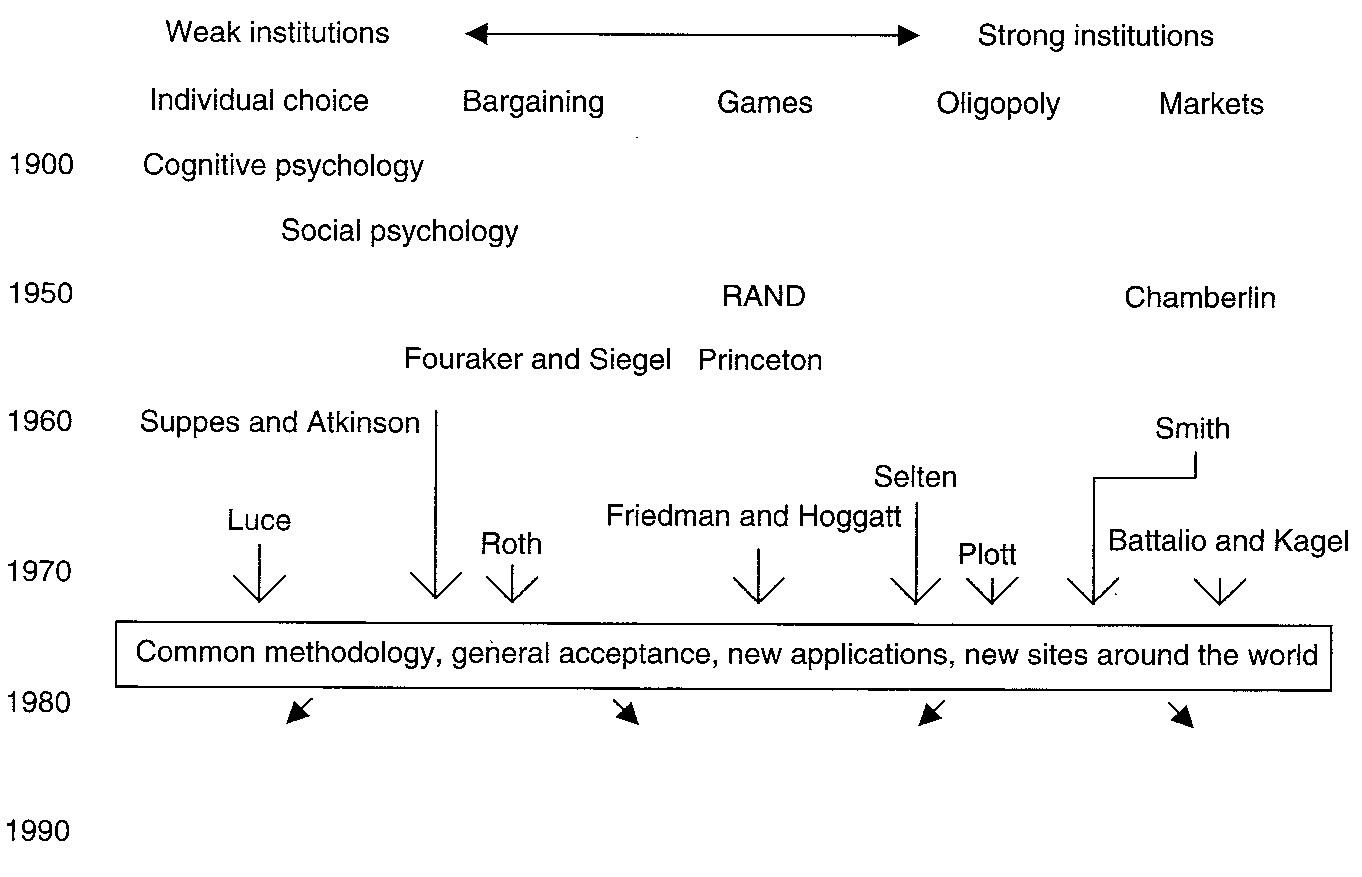 Weak institutions Strong institutions
Individual choice Bargaining Games Oligopoly Markets
1900 Cognitive psychology
Social psychology
1950 RAND Chamberlin
Fouraker and Siegel Princeton
1960 Suppes and Atkinson Smith
Selten
Luce Friedman and Hoggatt
Roth Plott Battalio and Kagel
1970
Common methodology, general acceptance, new applications, new sites around the world
1980
1990